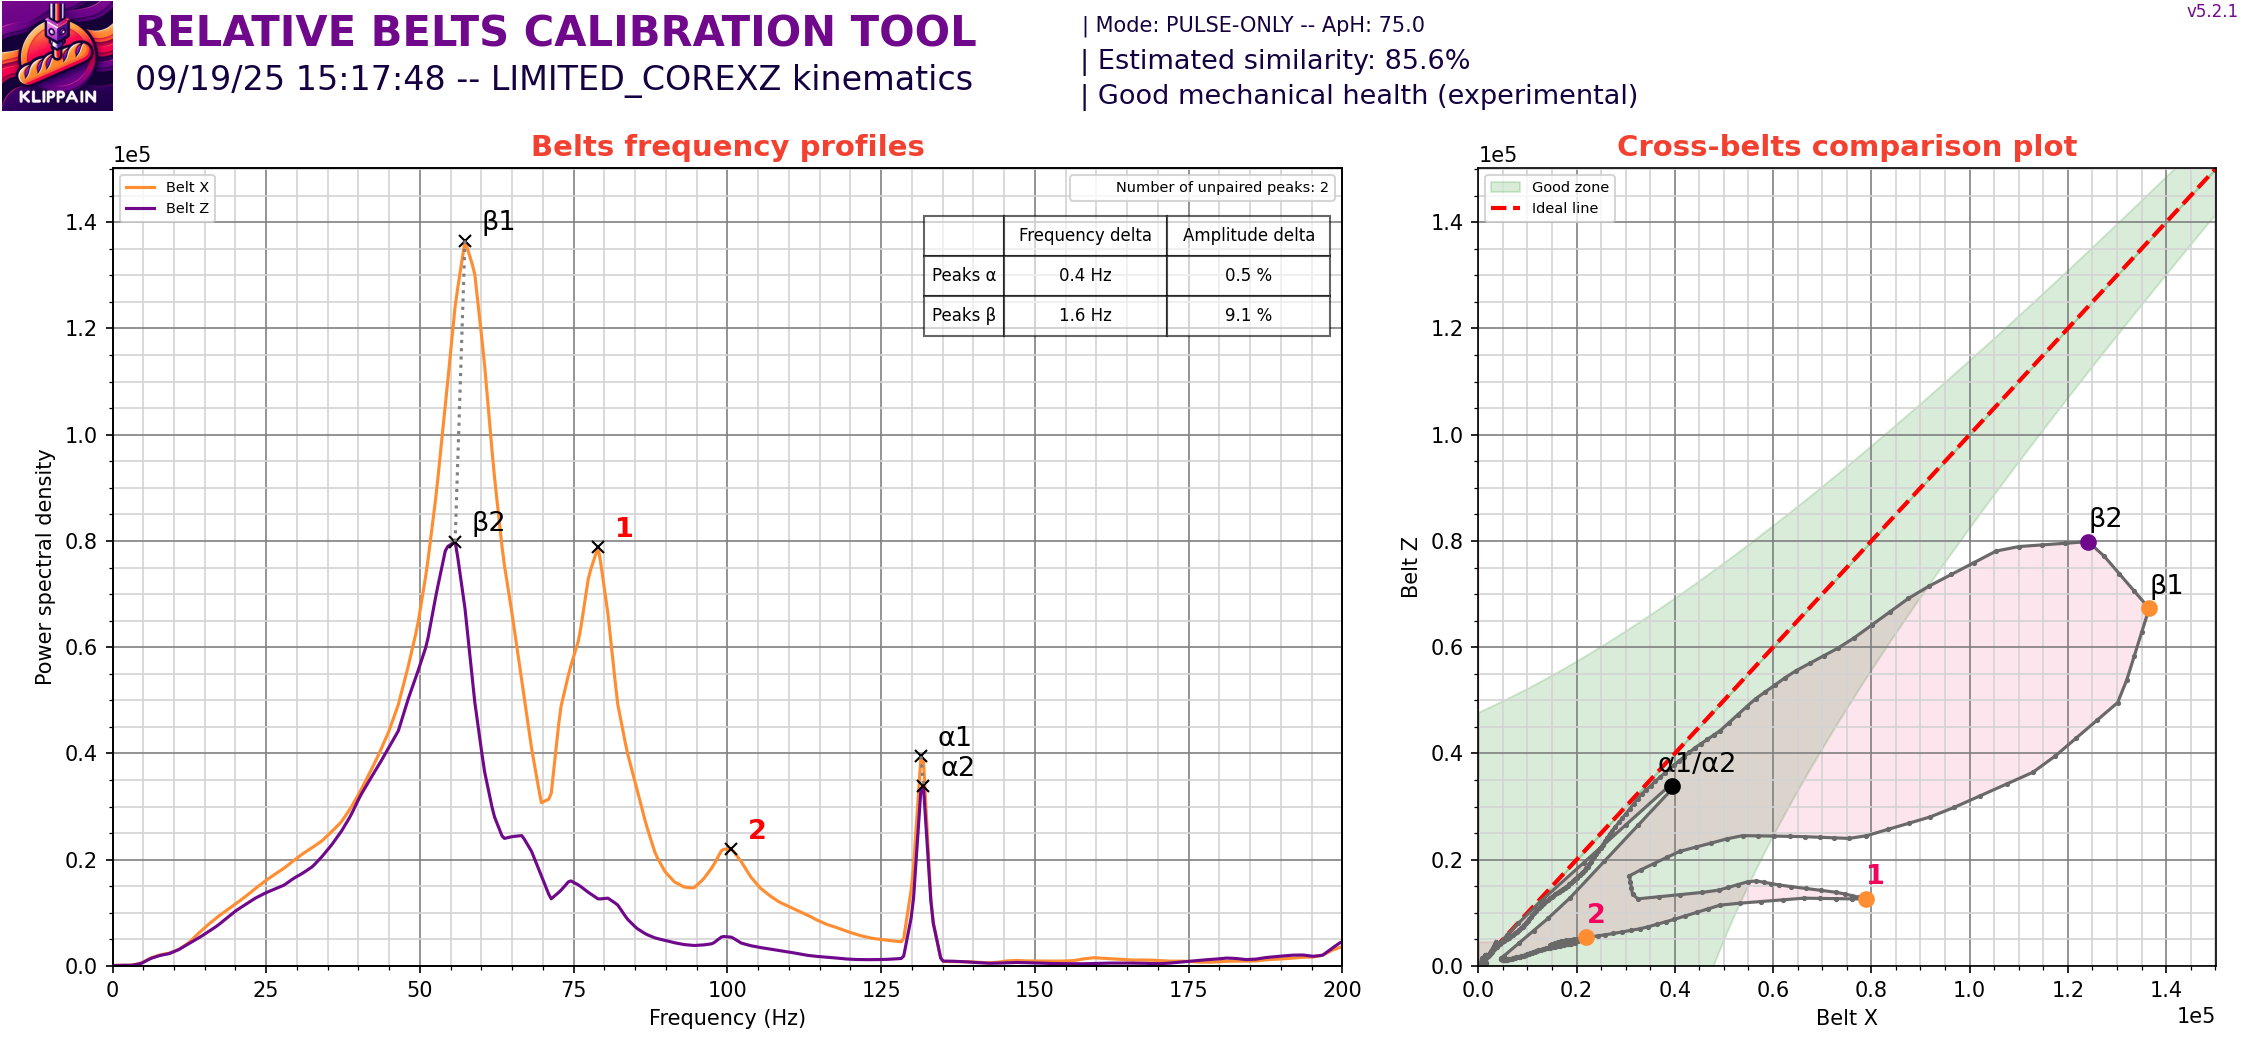 KLIPPAIN
RELATIVE BELTS CALIBRATION TOOL
09/19/25 15:17:48 -- LIMITED_COREXZ kinematics
| Mode: PULSE-ONLY -- ApH: 75.0
| Estimated similarity: 85.6%
| Good mechanical health (experimental)
v5.2.1
Belts frequency profiles
1e5
Belt X
Belt Z
Number of unpaired peaks: 2
Frequency delta Amplitude delta
Peaks α 0.4 Hz 0.5 %
Peaks β 1.6 Hz 9.1 %
β1
β2
1
2
α1
α2
1.4
1.2
1.0
0.8
0.6
0.4
0.2
0.0
Power spectral density
0 25 50 75 100 125 150 175 200
Frequency (Hz)
Cross-belts comparison plot
1e5
Good zone
Ideal line
β2
β1
α1/α2
1
2
1.4
1.2
1.0
0.8
0.6
0.4
0.2
0.0
Belt Z
0.0 0.2 0.4 0.6 0.8 1.0 1.2 1.4
Belt X
1e5